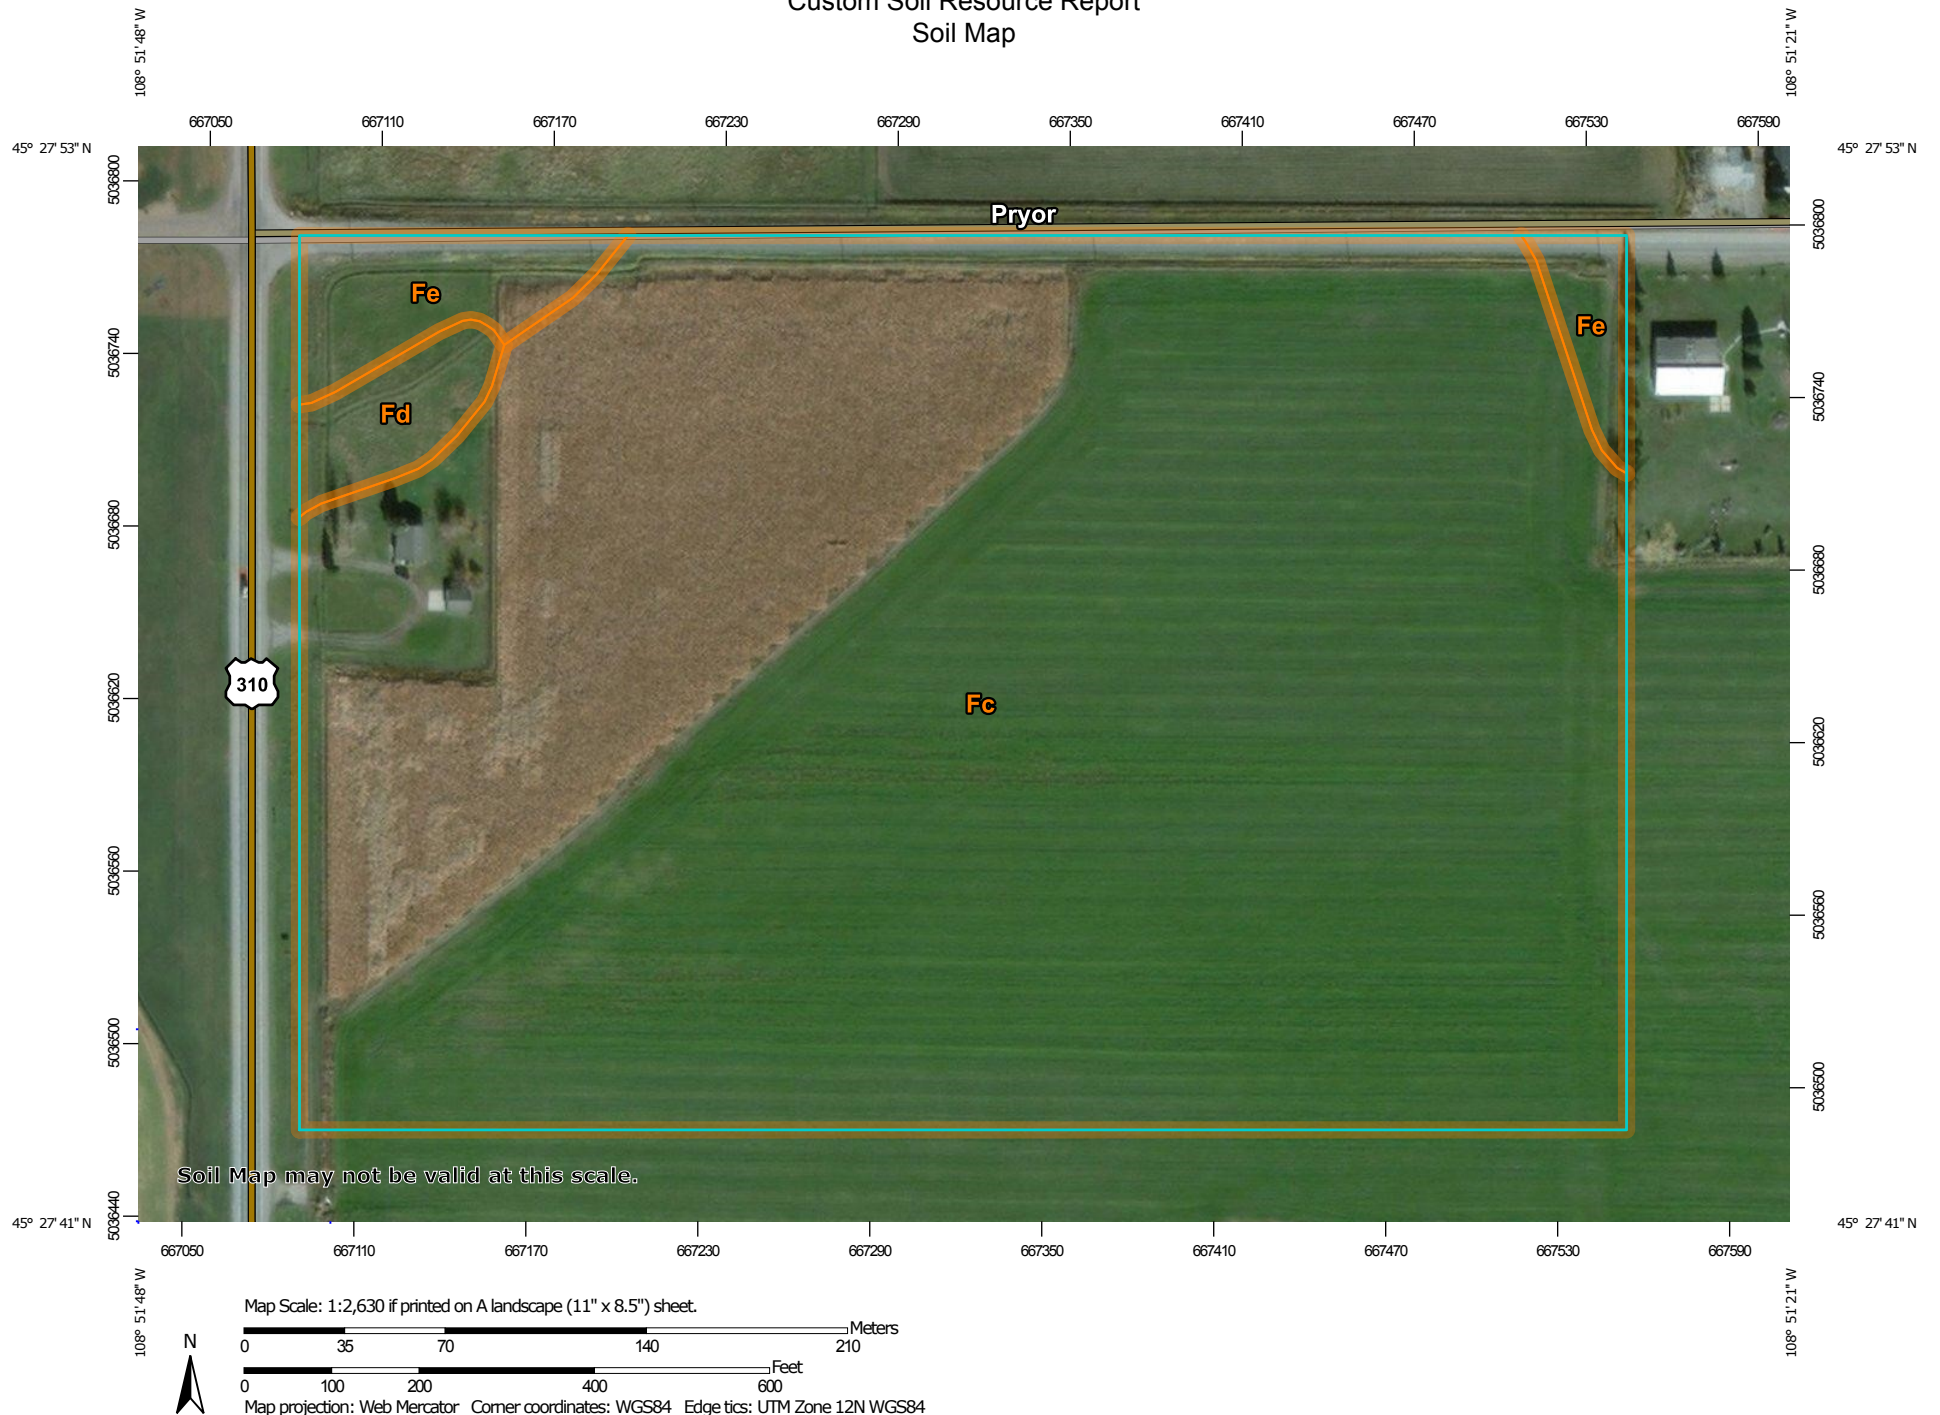 Custom Soil Resource Report
Soil Map
108° 51' 48" W
108° 51' 21" W
667050 667110 667170 667230 667290 667350 667410 667470 667530 667590
45° 27' 53" N
45° 27' 53" N
5036800
5036740
5036680
5036620
5036560
5036500
5036440
5036800
5036740
5036680
5036620
5036560
5036500
Pryor
Fe
Fe
Fd
310
Fc
Soil Map may not be valid at this scale.
45° 27' 41" N
45° 27' 41" N
667050 667110 667170 667230 667290 667350 667410 667470 667530 667590
108° 51' 48" W
108° 51' 21" W
Map Scale: 1:2,630 if printed on A landscape (11" x 8.5") sheet.
Meters
0 35 70 140 210
Feet
0 100 200 400 600
N
Map projection: Web Mercator Corner coordinates: WGS84 Edge tics: UTM Zone 12N WGS84